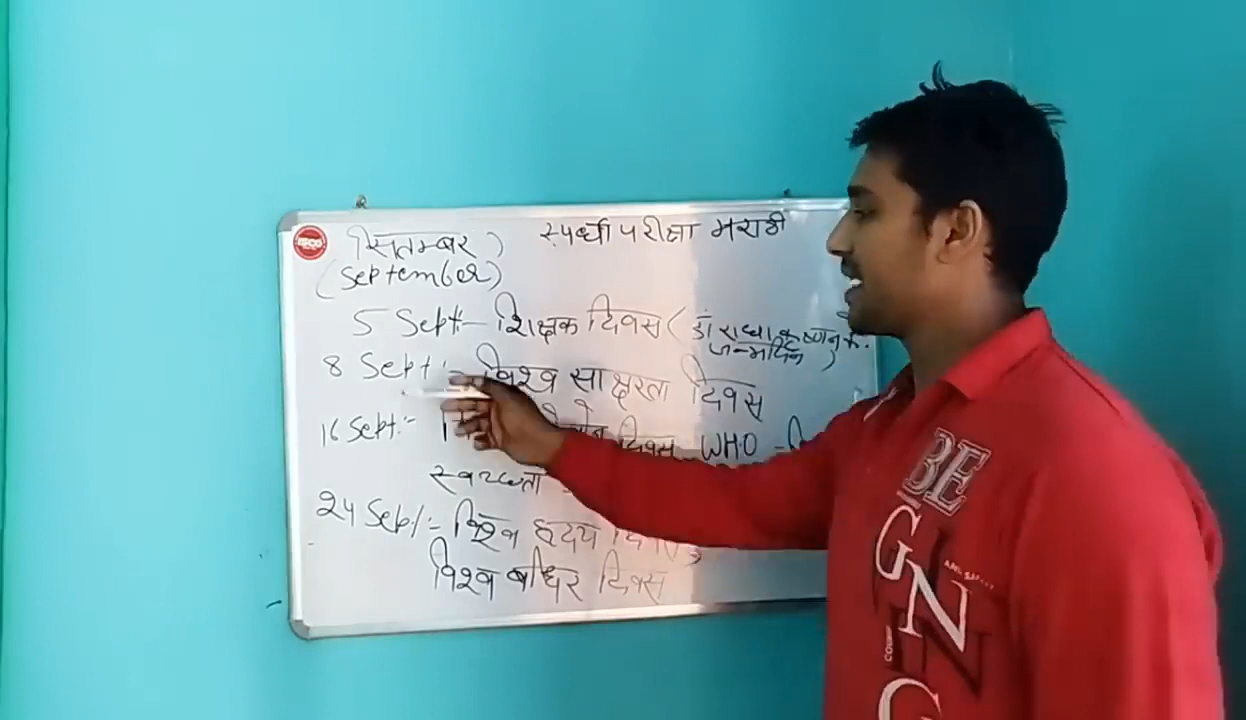 सितम्बर )
स्पर्धा परीक्षा मराठी
(September)
5 Sept:- शिक्षक दिवस ( डॉ राधाकृष्णन के.
जन्मदिन )
8 Sept:- विश्व साक्षरता दिवस
16 Sept:- दिवस WHO -
स्वच्छता
24 Sept:- विश्व हृदय
विश्व बधिर दिवस
BE
G
N